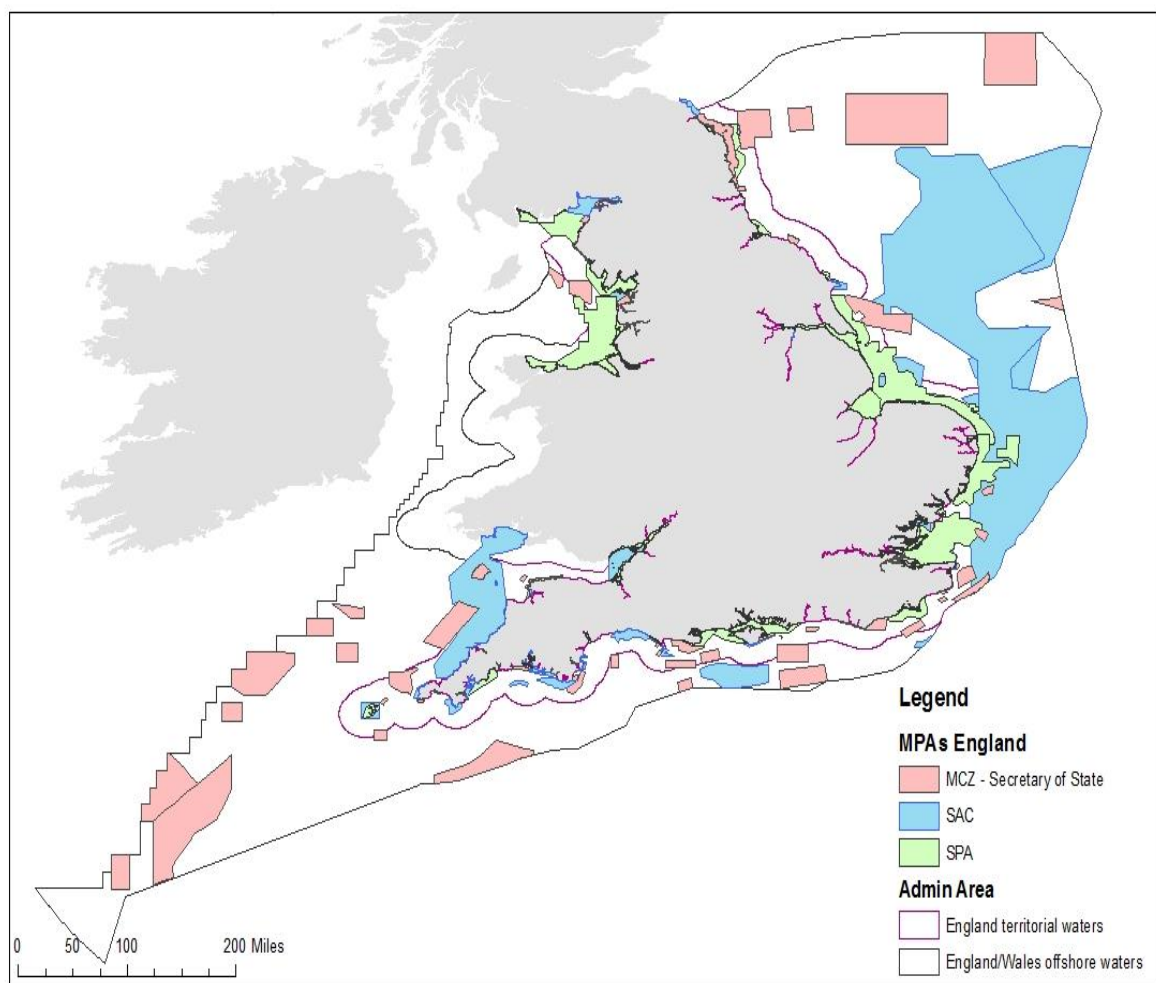 Legend
MPAs England
MCZ - Secretary of State
SAC
SPA
Admin Area
England territorial waters
England/Wales offshore waters
0 50 100 200 Miles